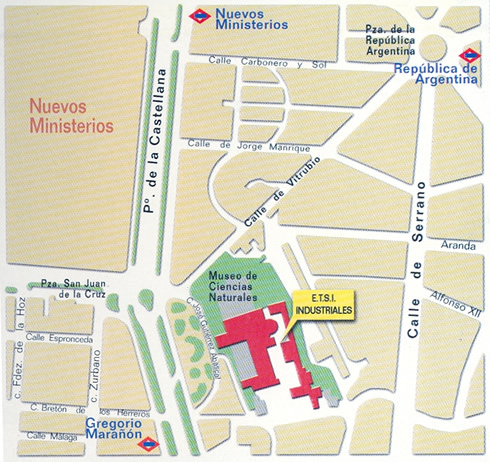 Nuevos
Ministerios
Pza. de la
República
Argentina
República de
Argentina
Calle Carbonero y Sol
Nuevos
Ministerios
Pº. de la Castellana
Calle de Jorge Manrique
Calle de Vitrubio
Calle de Serrano
Aranda
Alfonso XII
Museo de
Ciencias
Naturales
Pza. San Juan
de la Cruz
E.T.S.I.
INDUSTRIALES
C. José Gutiérrez Abascal
c. Fdez. de la Hoz
Calle Espronceda
c. Zurbano
C. Bretón de los Herreros
Gregorio
Marañón
Calle Málaga